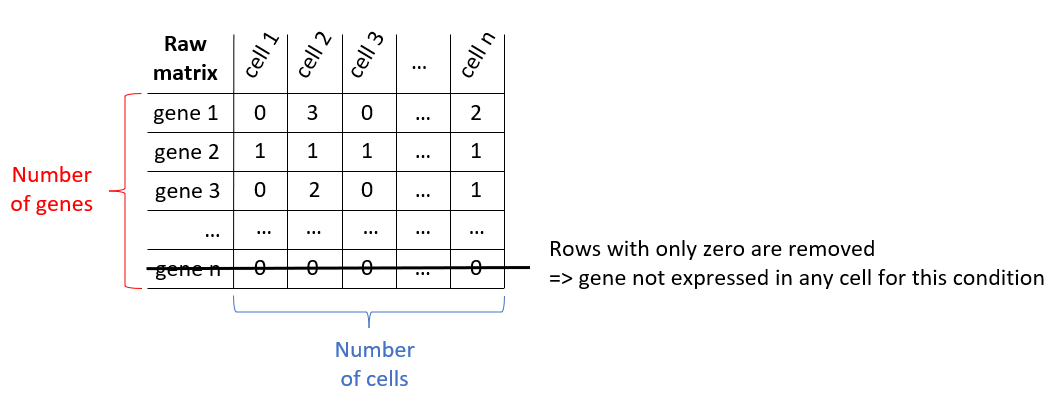 Raw matrix cell 1 cell 2 cell 3 ... cell n
gene 1 0 3 0 ... 2
gene 2 1 1 1 ... 1
gene 3 0 2 0 ... 1
... ... ... ... ... ...
gene n 0 0 0 ... 0
Number
of genes
Rows with only zero are removed
=> gene not expressed in any cell for this condition
Number
of cells